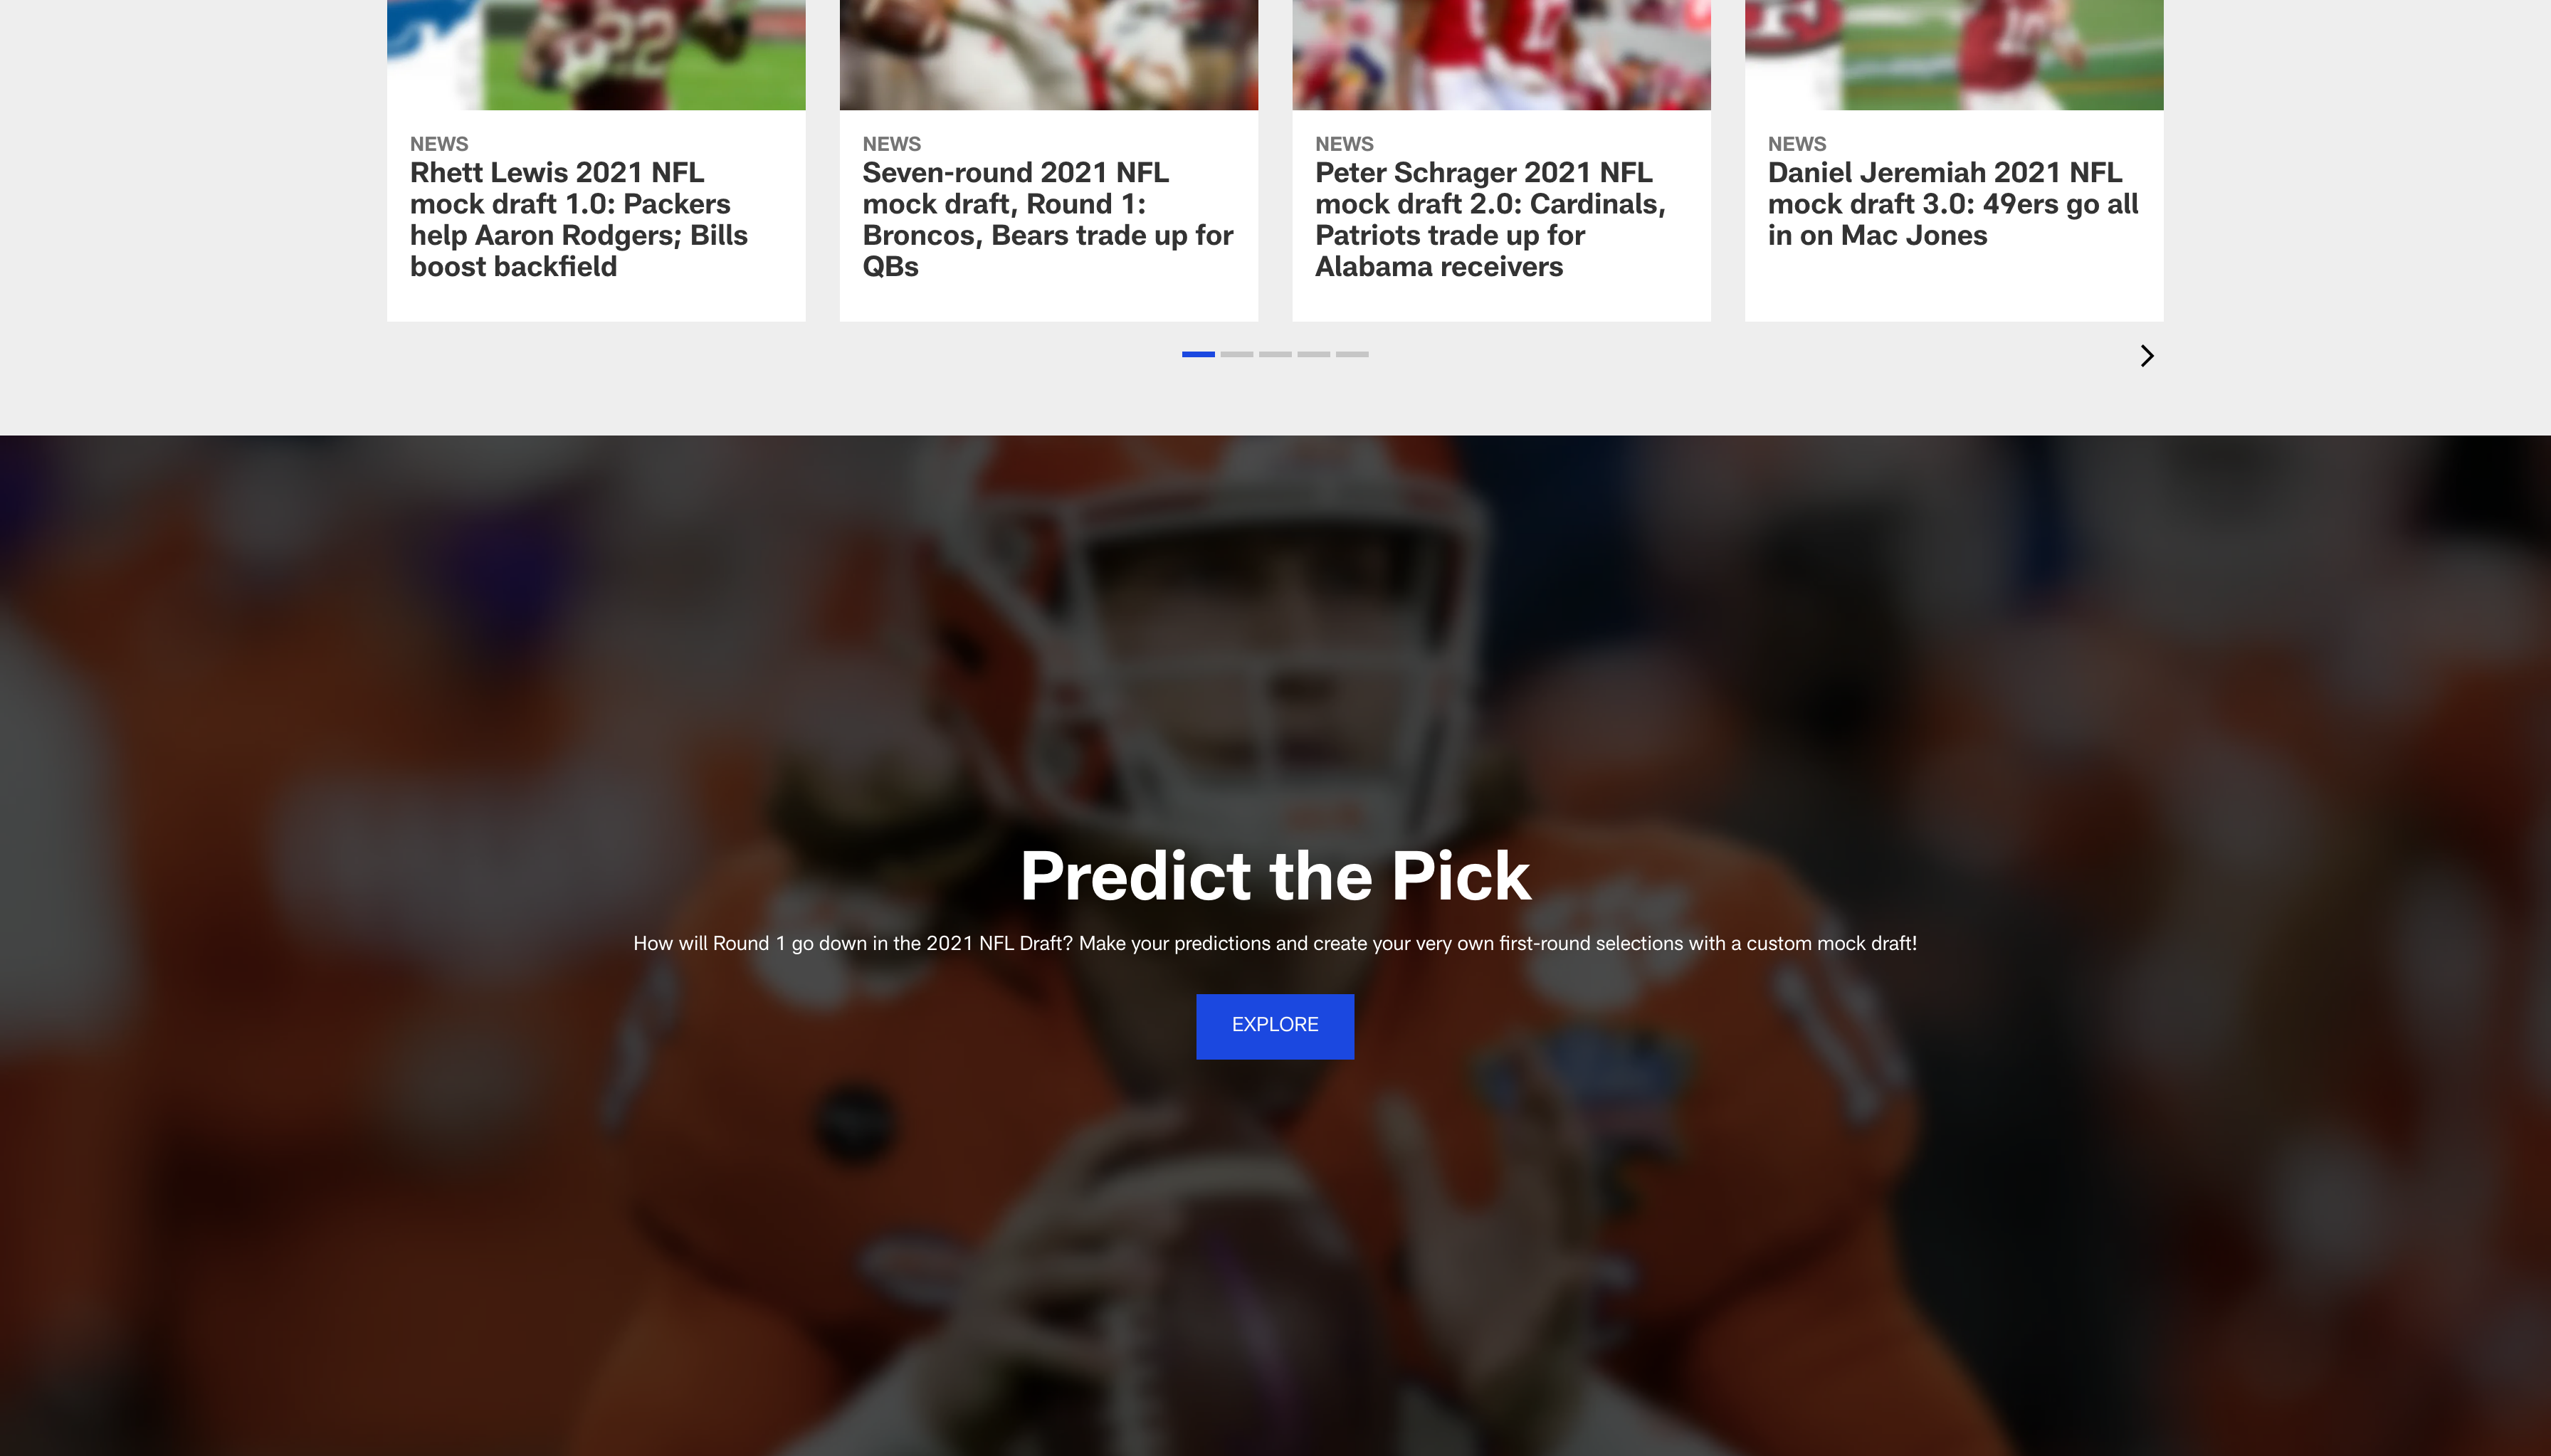 NEWS
Rhett Lewis 2021 NFL
mock draft 1.0: Packers
help Aaron Rodgers; Bills
boost backfield
NEWS
Seven-round 2021 NFL
mock draft, Round 1:
Broncos, Bears trade up for
QBs
NEWS
Peter Schrager 2021 NFL
mock draft 2.0: Cardinals,
Patriots trade up for
Alabama receivers
NEWS
Daniel Jeremiah 2021 NFL
mock draft 3.0: 49ers go all
in on Mac Jones
Predict the Pick
How will Round 1 go down in the 2021 NFL Draft? Make your predictions and create your very own first-round selections with a custom mock draft!
EXPLORE